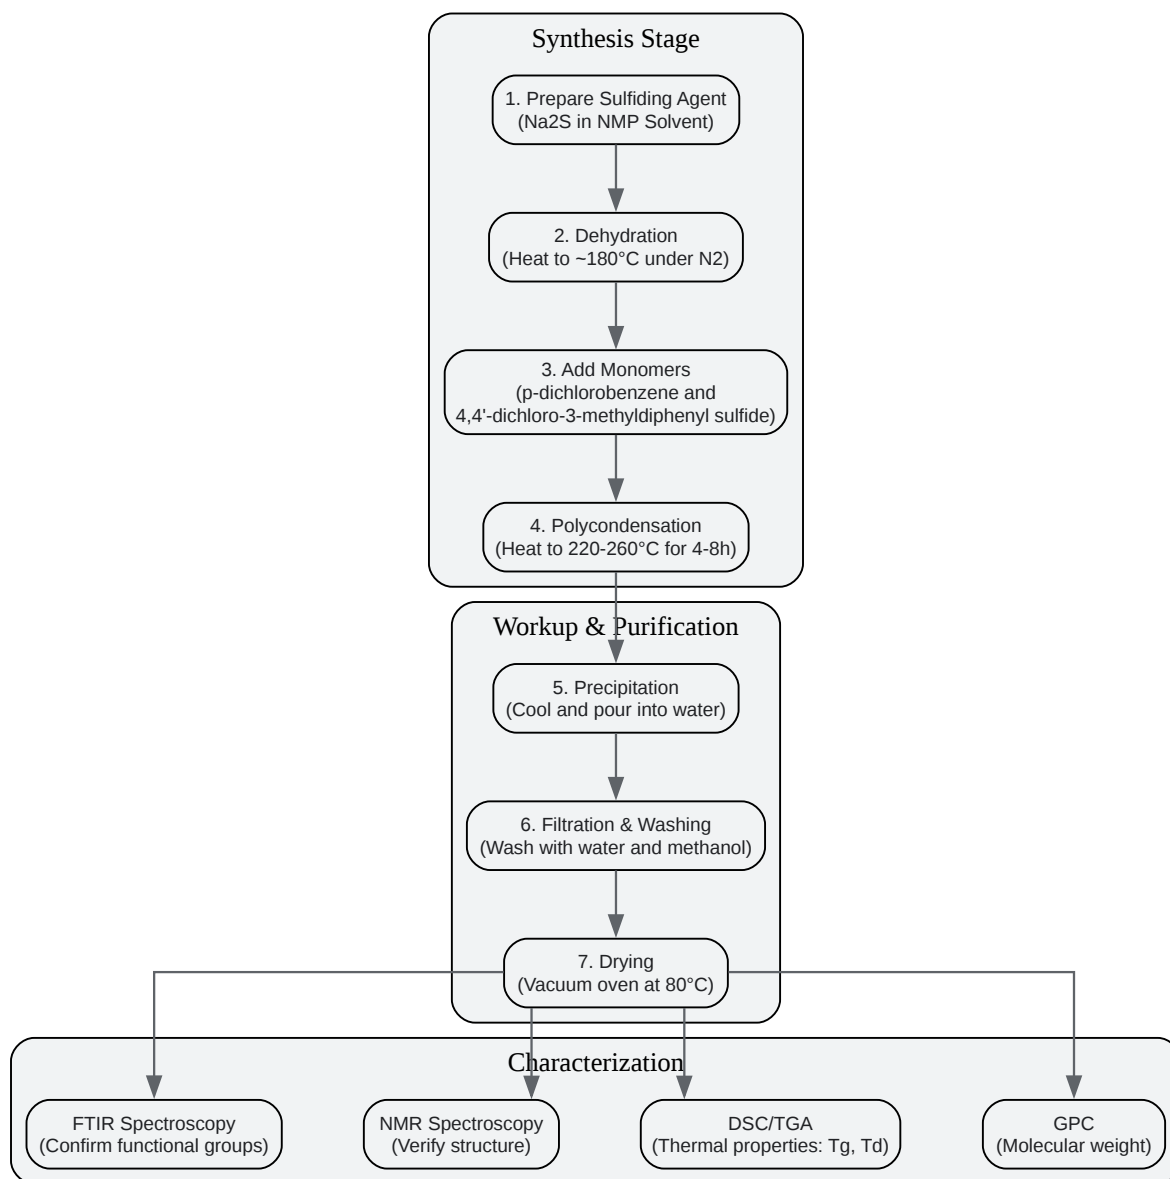 Synthesis Stage
1. Prepare Sulfiding Agent
(Na2S in NMP Solvent)
2. Dehydration
(Heat to ~180°C under N2)
3. Add Monomers
(p-dichlorobenzene and
4,4'-dichloro-3-methyldiphenyl sulfide)
4. Polycondensation
(Heat to 220-260°C for 4-8h)
Workup & Purification
5. Precipitation
(Cool and pour into water)
6. Filtration & Washing
(Wash with water and methanol)
7. Drying
(Vacuum oven at 80°C)
Characterization
FTIR Spectroscopy
(Confirm functional groups)
NMR Spectroscopy
(Verify structure)
DSC/TGA
(Thermal properties: Tg, Td)
GPC
(Molecular weight)